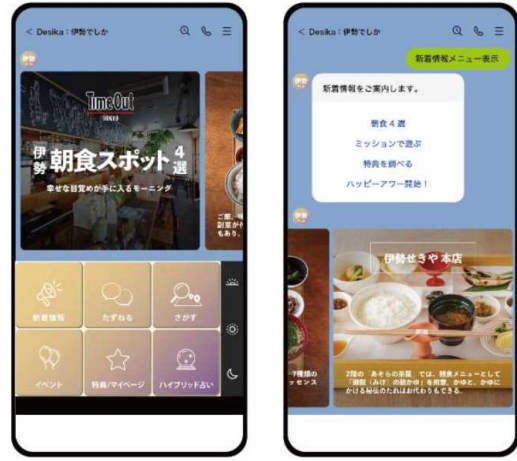 < Desika：伊勢でしか
TimeOut
TOKYO
伊勢 朝食スポット 4選
幸せな目覚めが手に入るモーニング
新着情報
たずねる
さがす
イベント
特典/マイページ
ハイブリッド占い
< Desika：伊勢でしか
新着情報メニュー表示
新着情報をご案内します。
朝食４選
ミッションで遊ぶ
特典を調べる
ハッピーアワー開始！
伊勢せきや 本店
2階の「あそらの茶屋」では、朝食メニューとして
「御饌（みけ）の朝かゆ」を用意。かゆと、かゆに
かける秘伝のたれはおかわりもできる。